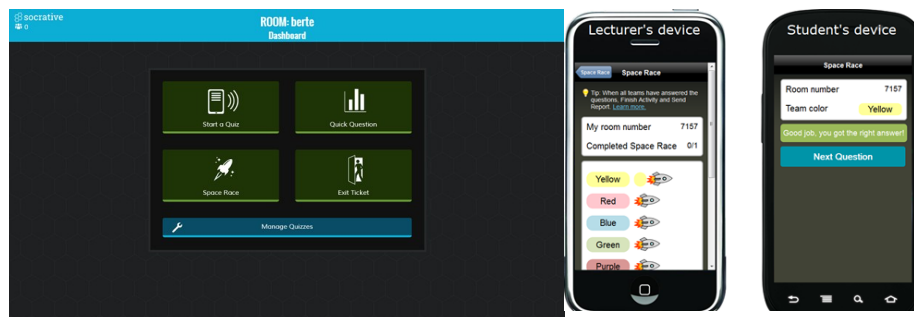 socrative
0
ROOM: berte
Dashboard
Start a Quiz
Quick Question
Space Race
Exit Ticket
Manage Quizzes
Lecturer's device
Space Race
Space Race
Tip: When all teams have answered the
questions, Finish Activity and Send
Report. Learn more.
My room number 7157
Completed Space Race 0/1
Yellow
Red
Blue
Green
Purple
Student's device
Space Race
Room number 7157
Team color Yellow
Good job, you got the right answer!
Next Question